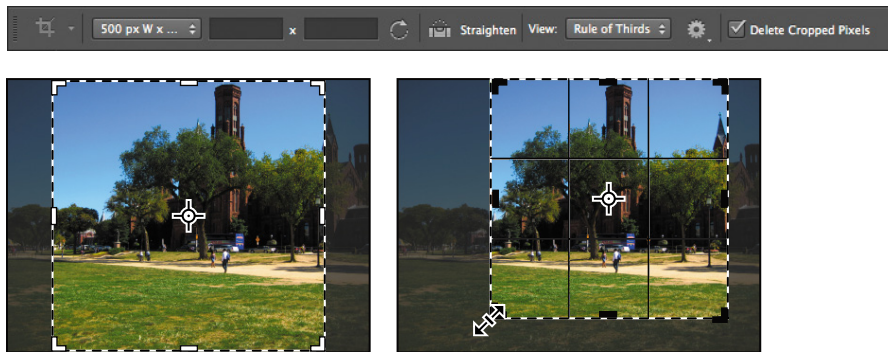 500 px W x ... x Straighten View: Rule of Thirds Delete Cropped Pixels